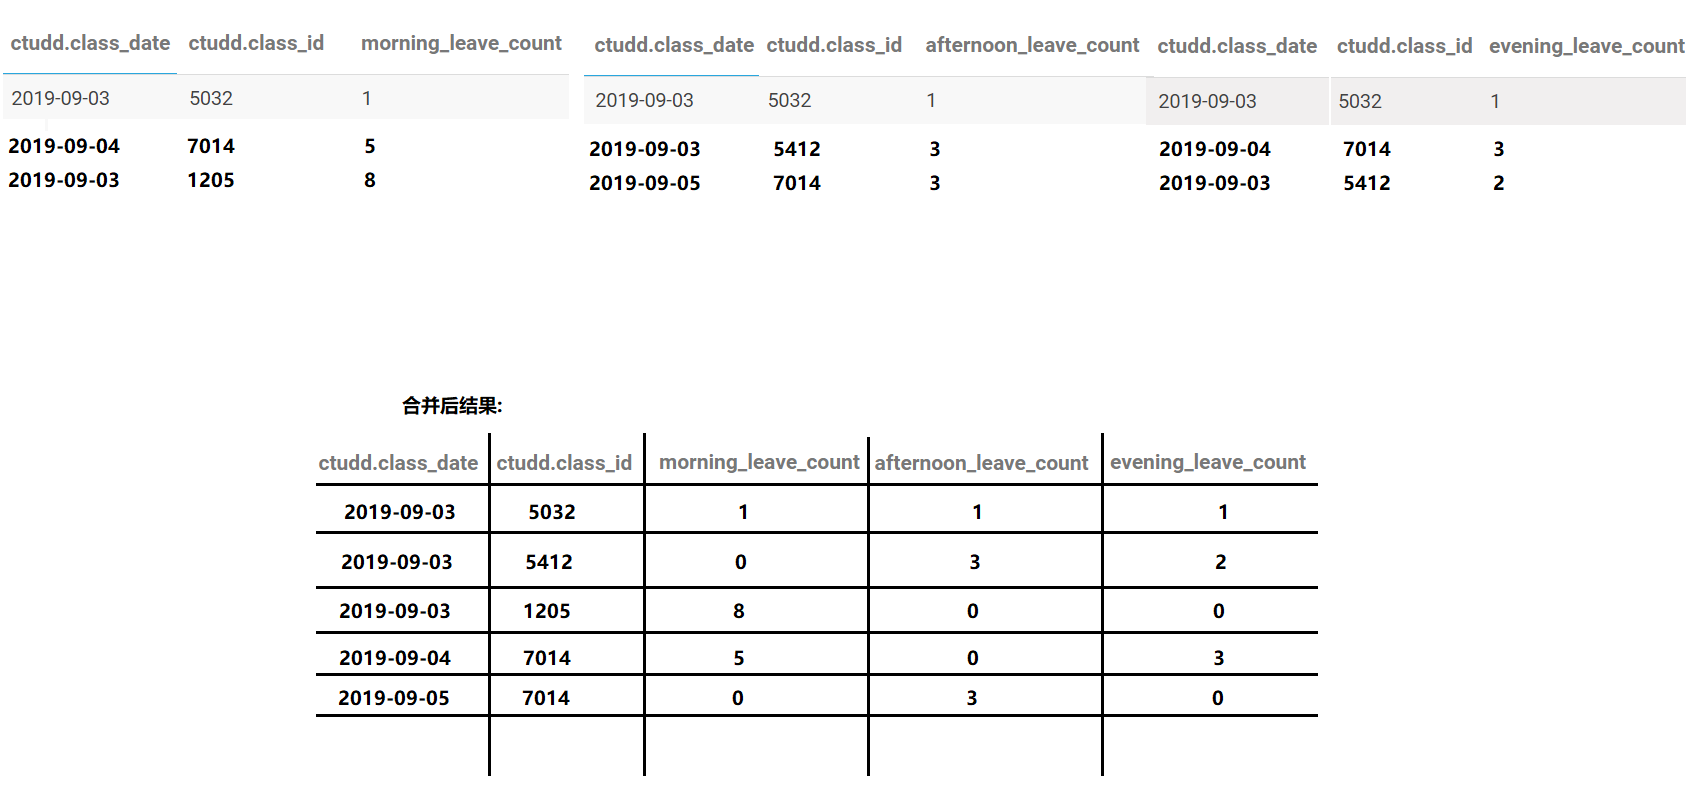 ctudd.class_date ctudd.class_id morning_leave_count
2019-09-03 5032 1
2019-09-04 7014 5
2019-09-03 1205 8
ctudd.class_date ctudd.class_id afternoon_leave_count
2019-09-03 5032 1
2019-09-03 5412 3
2019-09-05 7014 3
ctudd.class_date ctudd.class_id evening_leave_count
2019-09-03 5032 1
2019-09-04 7014 3
2019-09-03 5412 2
合并后结果:
ctudd.class_date ctudd.class_id morning_leave_count afternoon_leave_count evening_leave_count
2019-09-03 5032 1 1 1
2019-09-03 5412 0 3 2
2019-09-03 1205 8 0 0
2019-09-04 7014 5 0 3
2019-09-05 7014 0 3 0